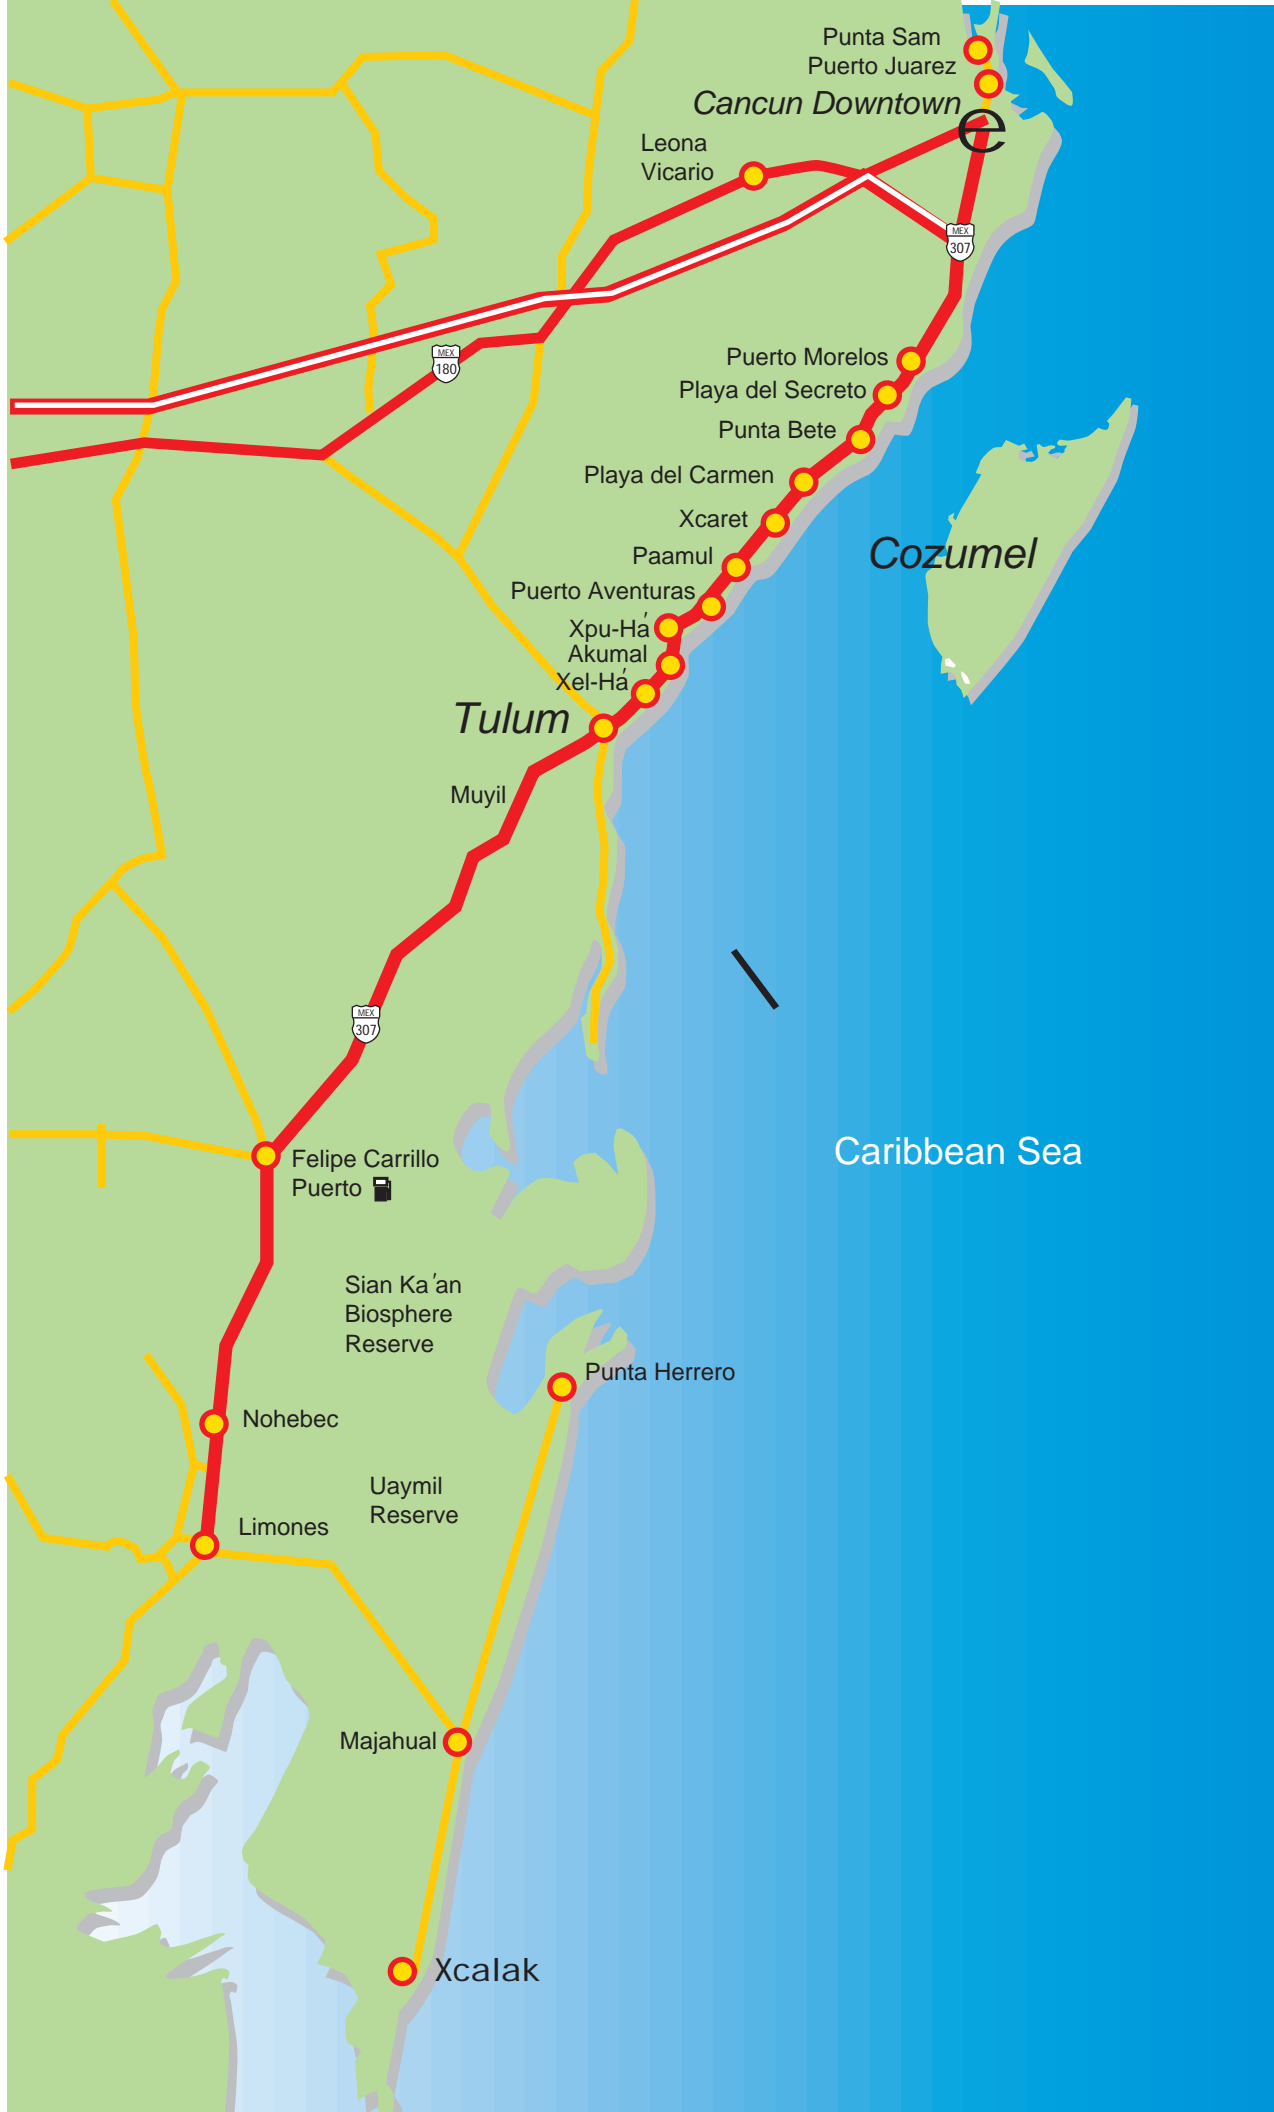 Punta Sam
Puerto Juarez
Cancun Downtown
e
Leona
Vicario
MEX
307
Puerto Morelos
MEX
180
Playa del Secreto
Punta Bete
Playa del Carmen
Xcaret
Cozumel
Paamul
Puerto Aventuras
Xpu-Há
Akumal
Xel-Há
Tulum
Muyil
MEX
307
Caribbean Sea
Felipe Carrillo
Puerto
Sian Ka'an
Biosphere
Reserve
Punta Herrero
Nohebec
Uaymil
Reserve
Limones
Majahual
Xcalak